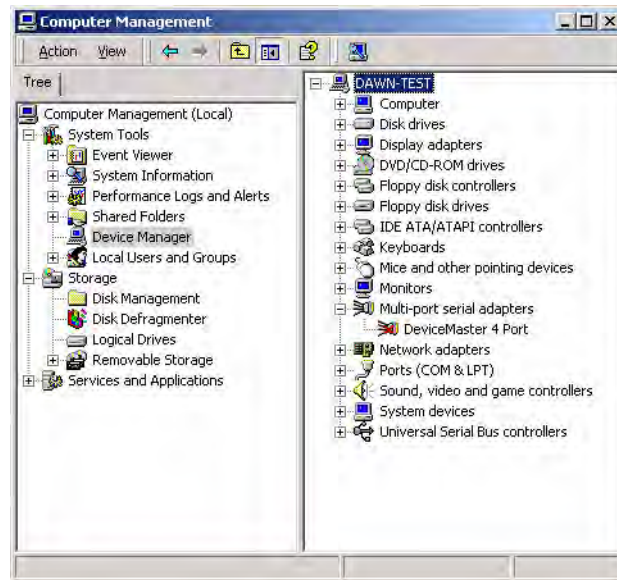 Computer Management
Action View
Tree
Computer Management (Local)
System Tools
Event Viewer
System Information
Performance Logs and Alerts
Shared Folders
Device Manager
Local Users and Groups
Storage
Disk Management
Disk Defragmenter
Logical Drives
Removable Storage
Services and Applications
DAWN-TEST
Computer
Disk drives
Display adapters
DVD/CD-ROM drives
Floppy disk controllers
Floppy disk drives
IDE ATA/ATAPI controllers
Keyboards
Mice and other pointing devices
Monitors
Multi-port serial adapters
DeviceMaster 4 Port
Network adapters
Ports (COM & LPT)
Sound, video and game controllers
System devices
Universal Serial Bus controllers